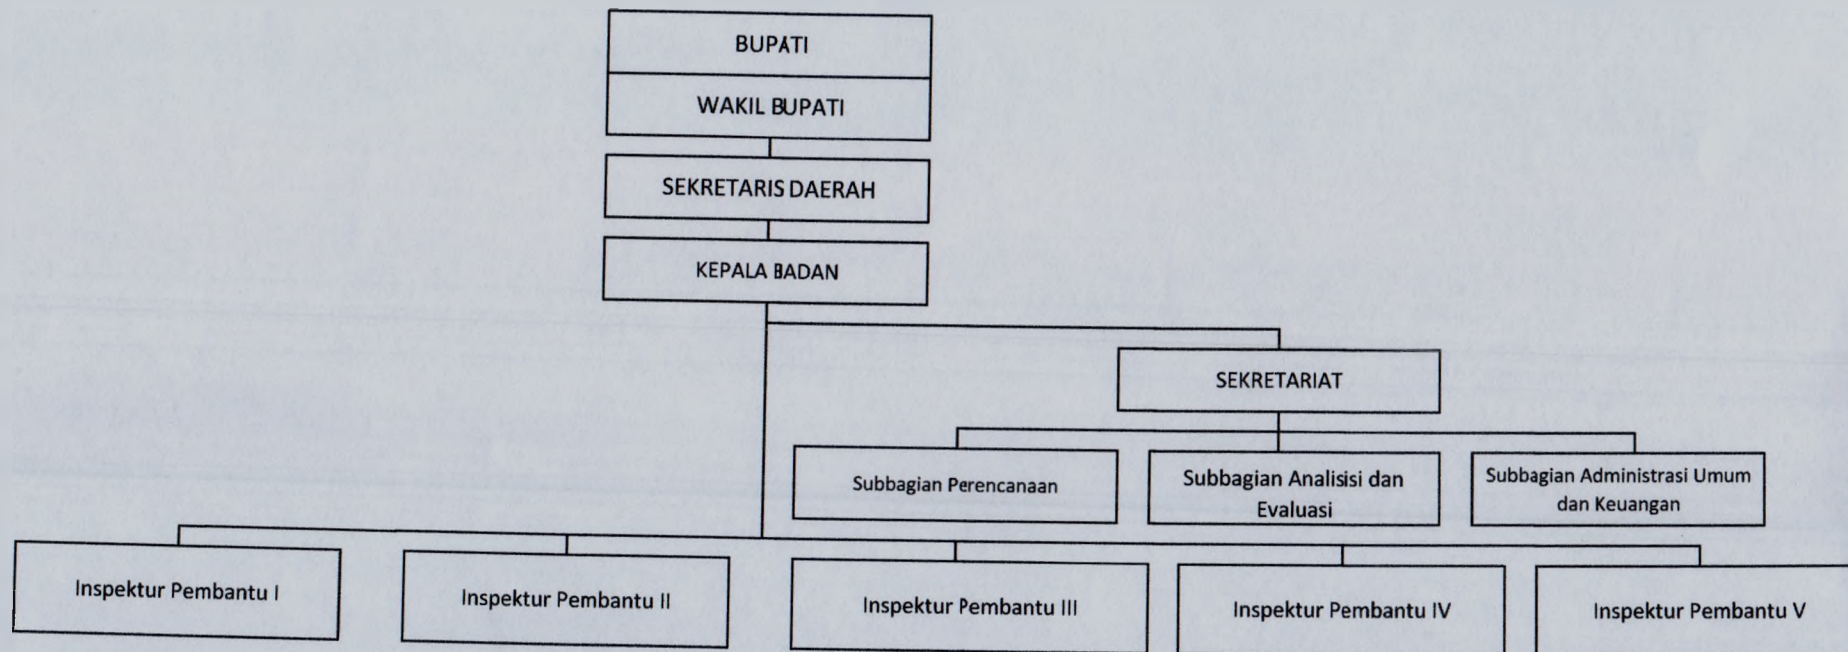 BUPATI
WAKIL BUPATI
SEKRETARIS DAERAH
KEPALA BADAN
SEKRETARIAT
Subbagian Perencanaan
Subbagian Analisisi dan
Evaluasi
Subbagian Administrasi Umum
dan Keuangan
Inspektur Pembantu I
Inspektur Pembantu II
Inspektur Pembantu III
Inspektur Pembantu IV
Inspektur Pembantu V